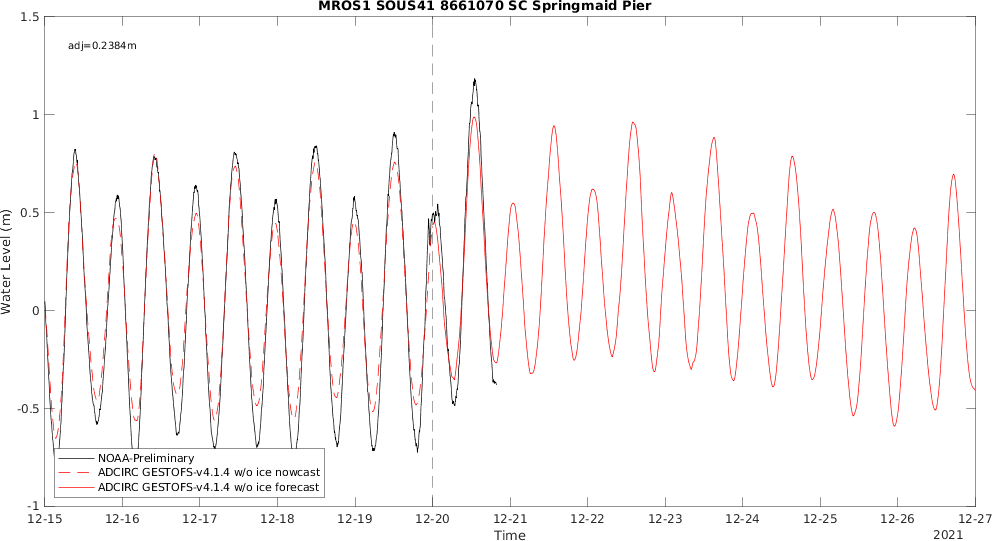 MROS1 SOUS41 8661070 SC Springmaid Pier
adj=0.2384m
Water Level (m)
1.5
1
0.5
0
-0.5
-1
NOAA-Preliminary
ADCIRC GESTOFS-v4.1.4 w/o ice nowcast
ADCIRC GESTOFS-v4.1.4 w/o ice forecast
12-15 12-16 12-17 12-18 12-19 12-20 12-21 12-22 12-23 12-24 12-25 12-26 12-27
Time
2021